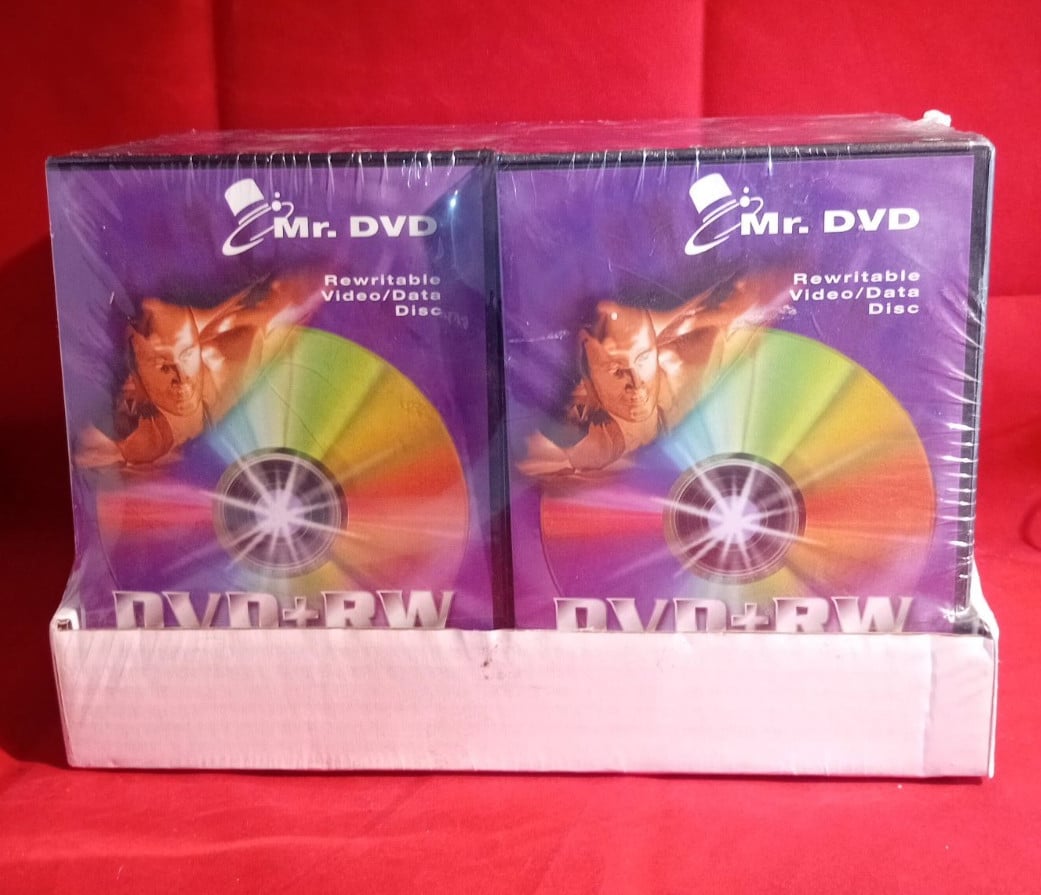 Mr. DVD
Rewritable
Video/Data
Disc
DVD+RW
Mr. DVD
Rewritable
Video/Data
Disc
DVD+RW